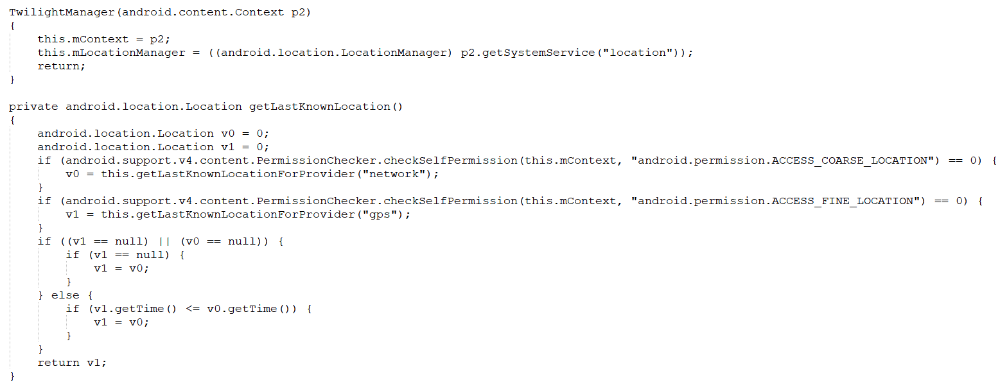 TwilightManager(android.content.Context p2)
{
    this.mContext = p2;
    this.mLocationManager = ((android.location.LocationManager) p2.getSystemService("location"));
    return;
}

private android.location.Location getLastKnownLocation()
{
    android.location.Location v0 = 0;
    android.location.Location v1 = 0;
    if (android.support.v4.content.PermissionChecker.checkSelfPermission(this.mContext, "android.permission.ACCESS_COARSE_LOCATION") == 0) {
        v0 = this.getLastKnownLocationForProvider("network");
    }
    if (android.support.v4.content.PermissionChecker.checkSelfPermission(this.mContext, "android.permission.ACCESS_FINE_LOCATION") == 0) {
        v1 = this.getLastKnownLocationForProvider("gps");
    }
    if ((v1 == null) || (v0 == null)) {
        if (v1 == null) {
            v1 = v0;
        }
    } else {
        if (v1.getTime() <= v0.getTime()) {
            v1 = v0;
        }
    }
    return v1;
}